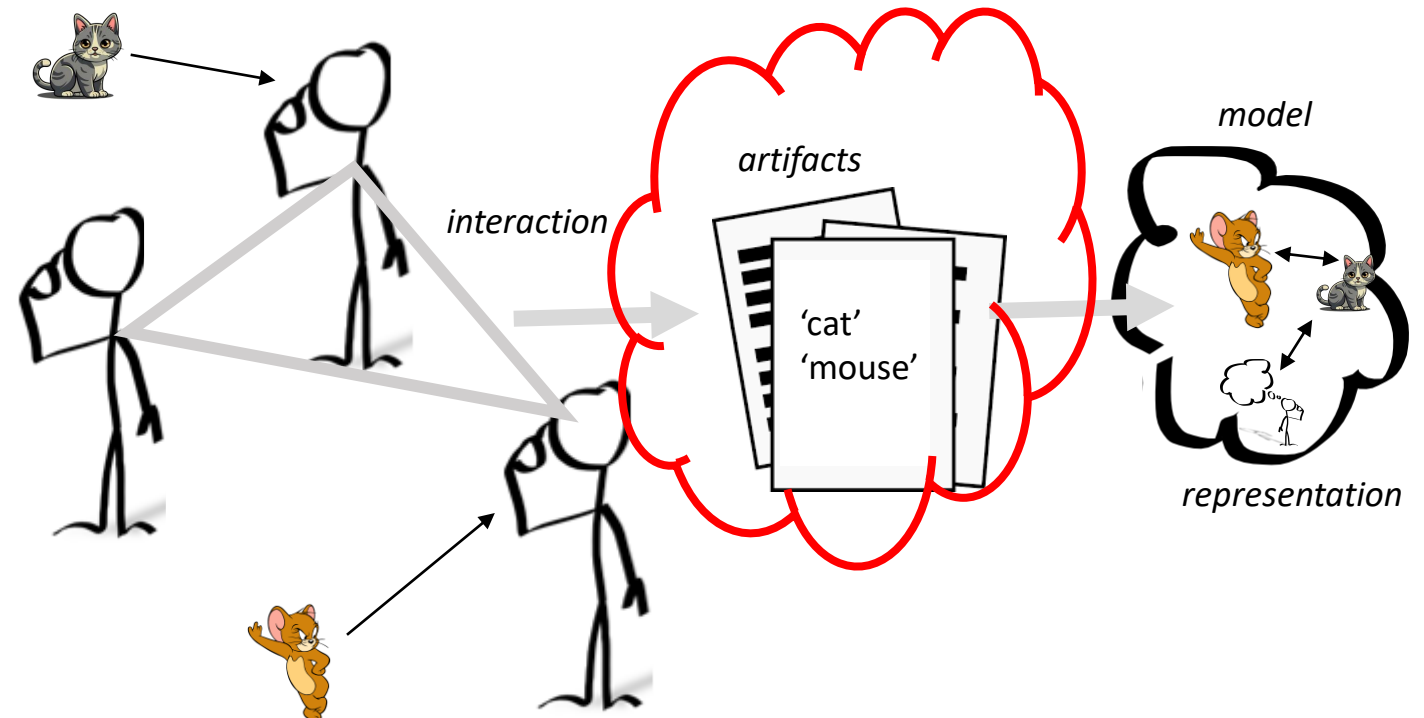 model
artifacts
interaction
‘cat’
‘mouse’
representation